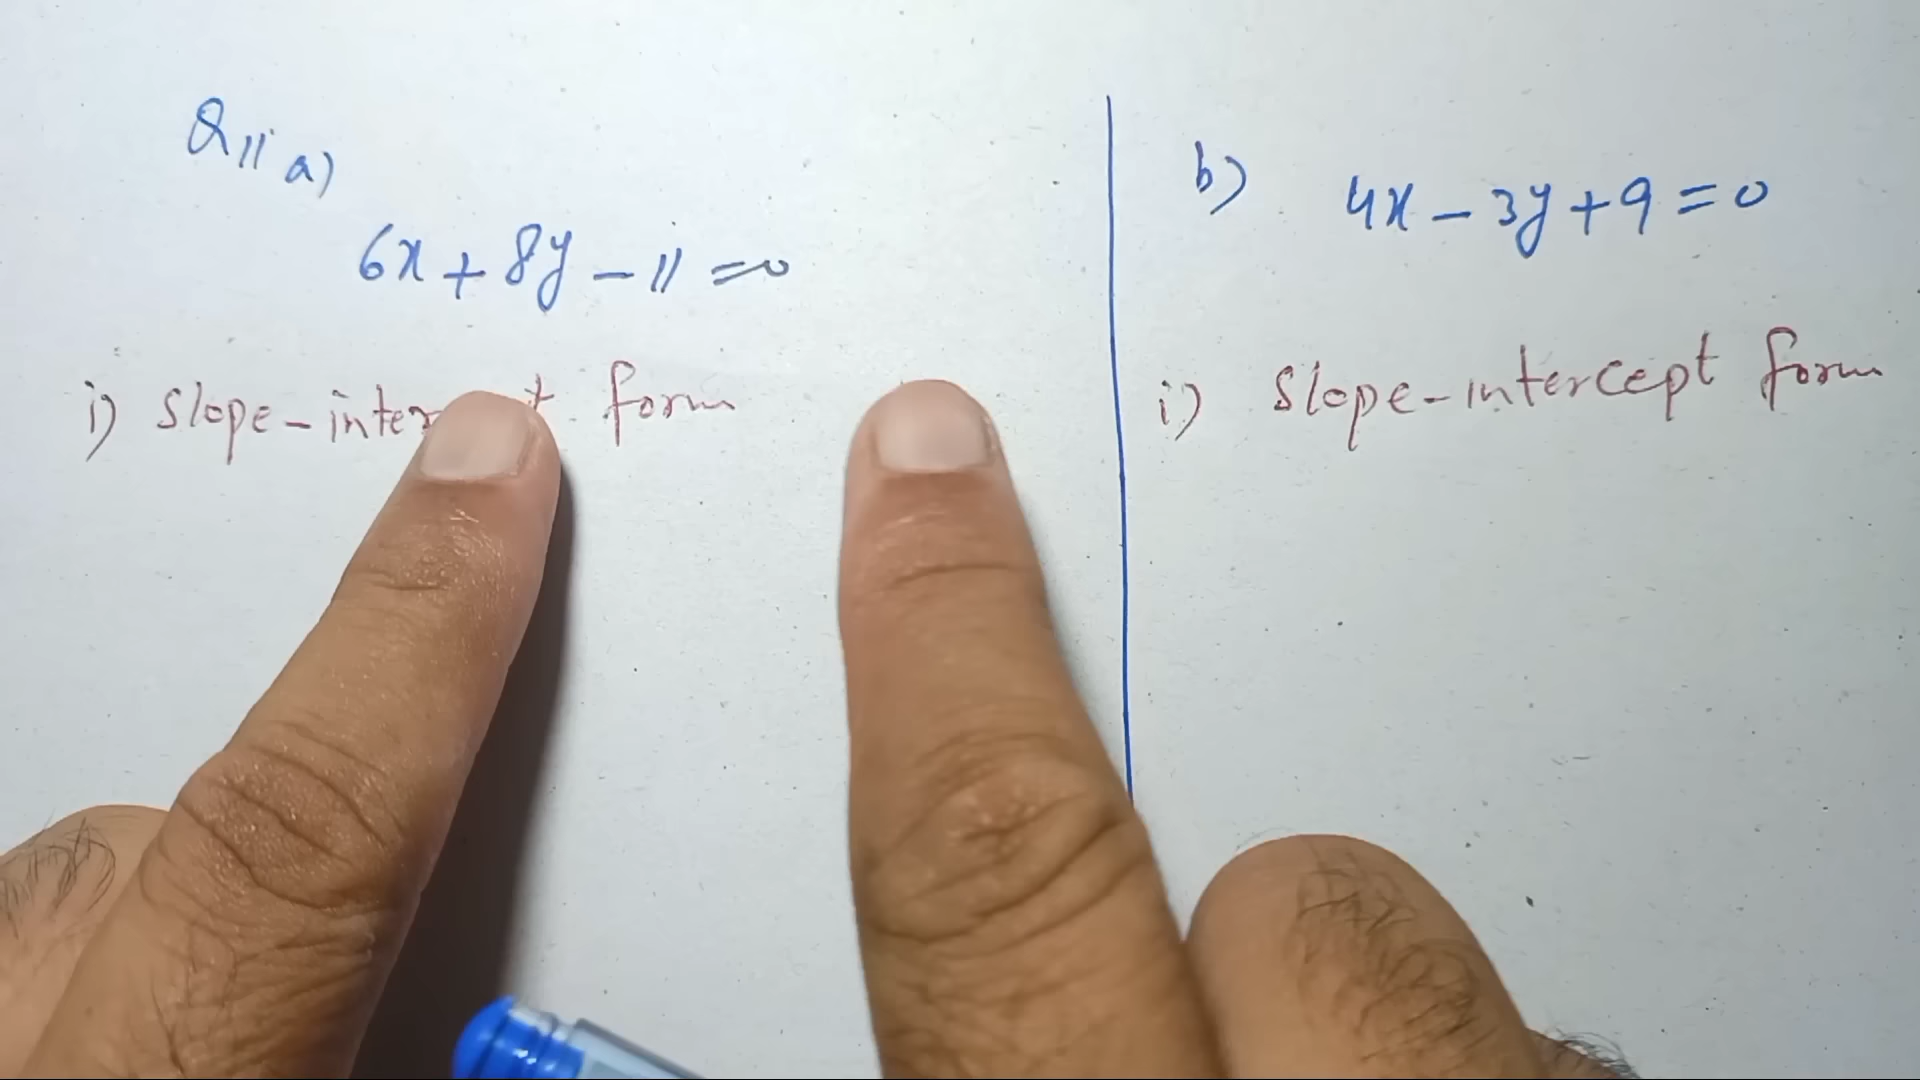 Q11 a)
6x + 8y - 11 = 0
i) Slope-inter t form
b) 4x - 3y + 9 = 0
i) Slope-intercept form